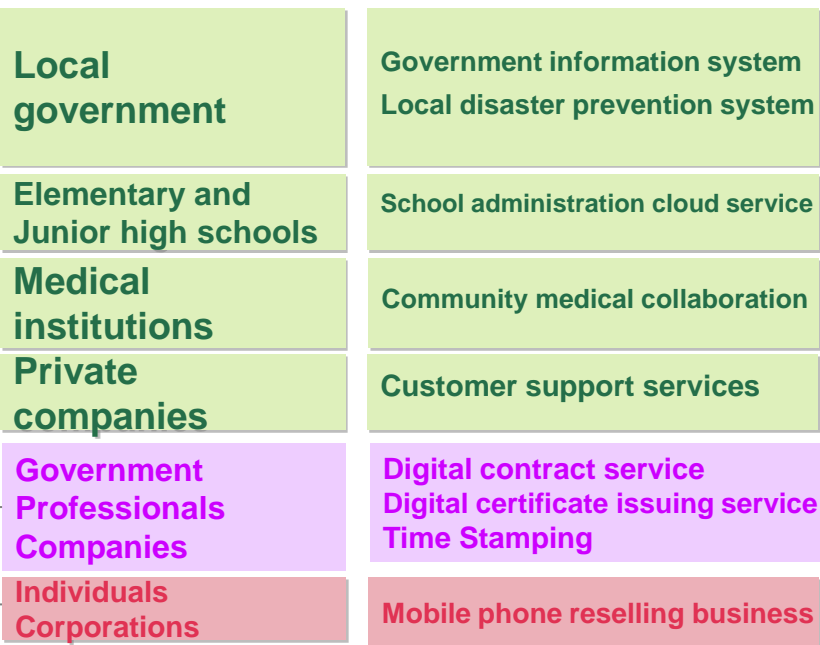 Local
government
Government information system
Local disaster prevention system
Elementary and
Junior high schools
School administration cloud service
Medical
institutions
Community medical collaboration
Private
companies
Customer support services
Government
Professionals
Companies
Digital contract service
Digital certificate issuing service
Time Stamping
Individuals
Corporations
Mobile phone reselling business